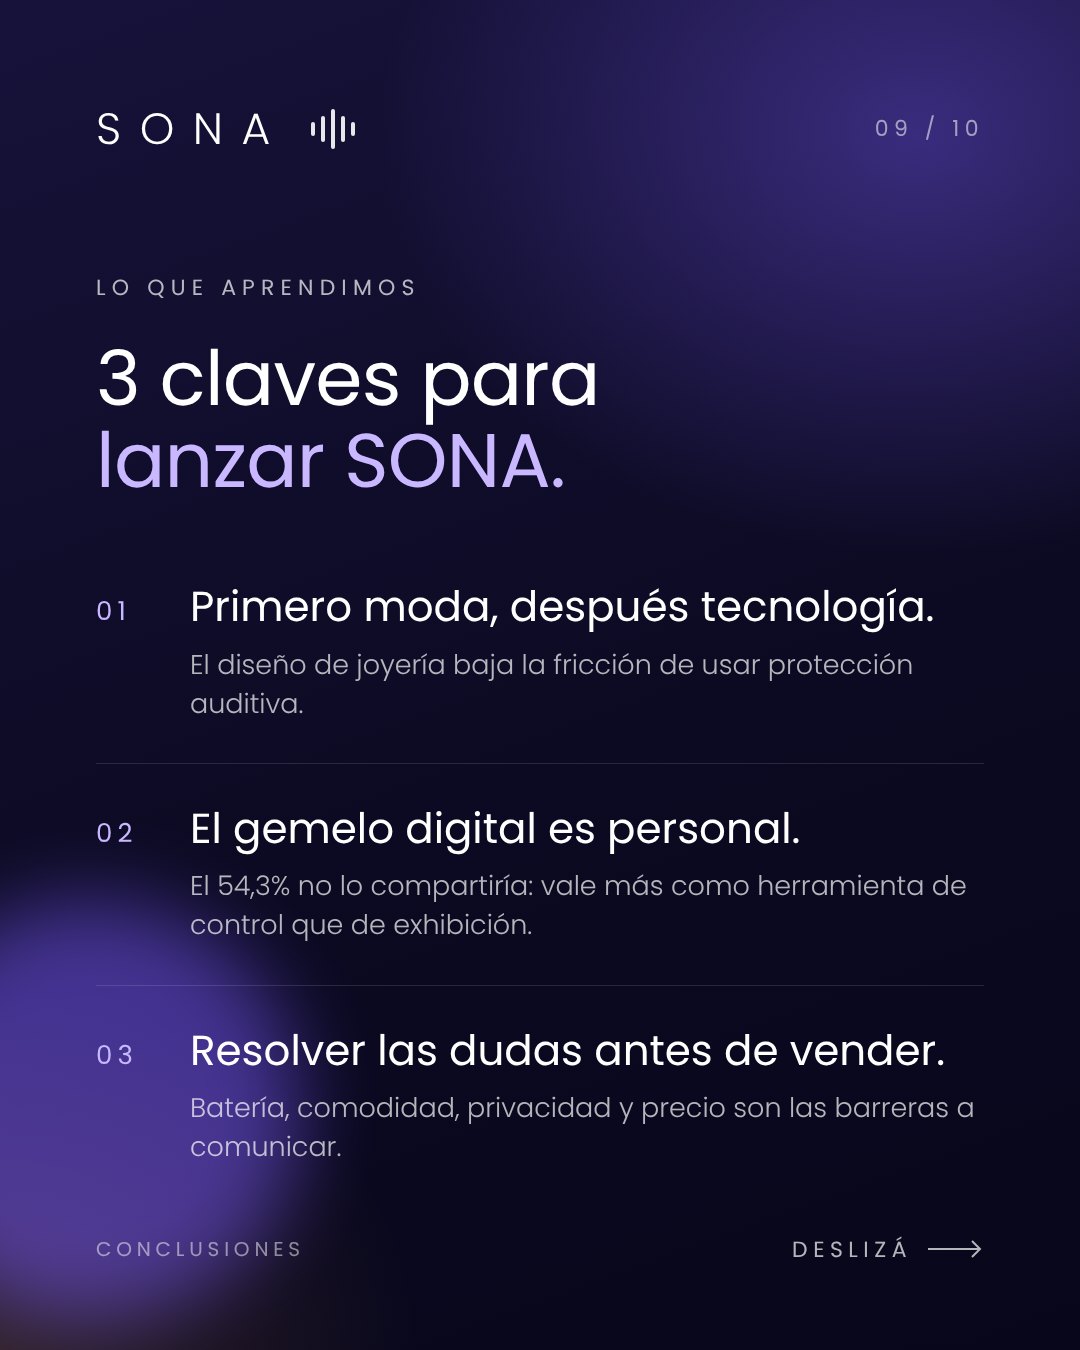 SONA
09 / 10
LO QUE APRENDIMOS
3 claves para
lanzar SONA.
01
Primero moda, después tecnología.
El diseño de joyería baja la fricción de usar protección
auditiva.
02
El gemelo digital es personal.
El 54,3% no lo compartiría: vale más como herramienta de
control que de exhibición.
03
Resolver las dudas antes de vender.
Batería, comodidad, privacidad y precio son las barreras a
comunicar.
CONCLUSIONES
DESLIZÁ